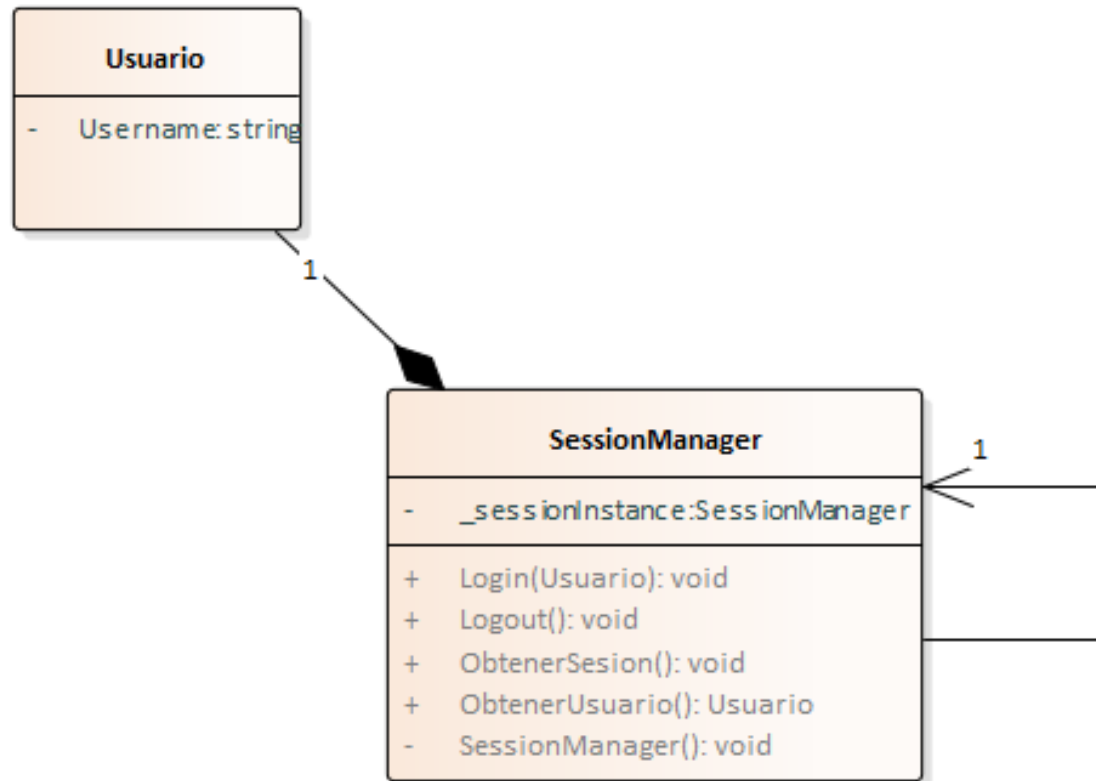 Usuario
- Username: string
1
1
SessionManager
- _sessionInstance:SessionManager
+ Login(Usuario): void
+ Logout(): void
+ ObtenerSesion(): void
+ ObtenerUsuario(): Usuario
- SessionManager(): void